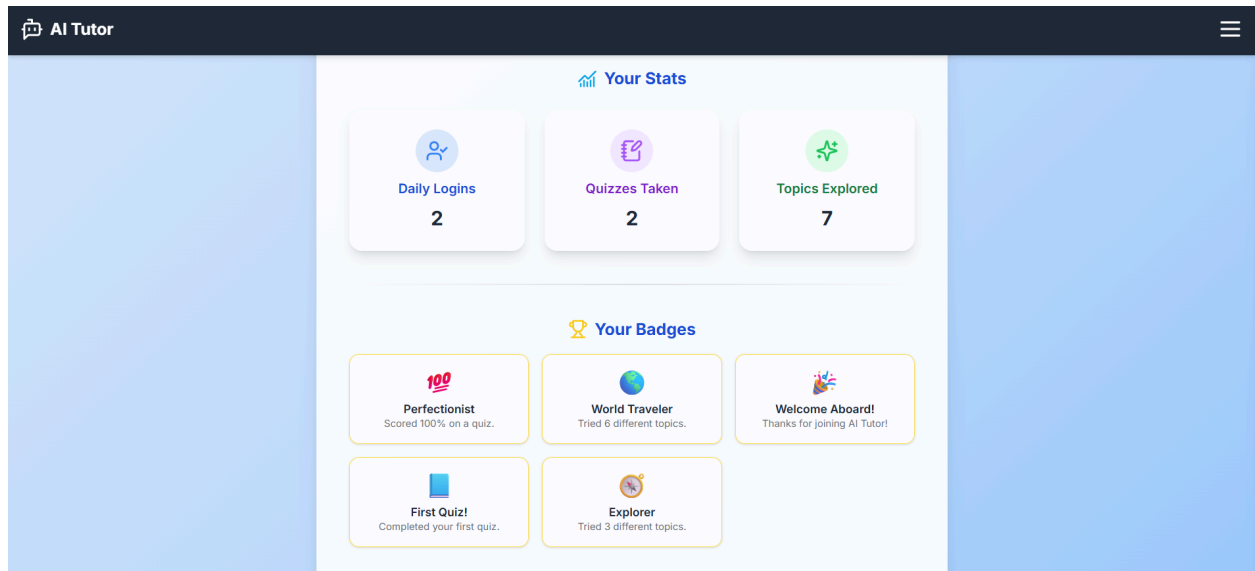 AI Tutor
Your Stats
Daily Logins
2
Quizzes Taken
2
Topics Explored
7
Your Badges
100
Perfectionist
Scored 100% on a quiz.
World Traveler
Tried 6 different topics.
Welcome Aboard!
Thanks for joining AI Tutor!
First Quiz!
Completed your first quiz.
Explorer
Tried 3 different topics.